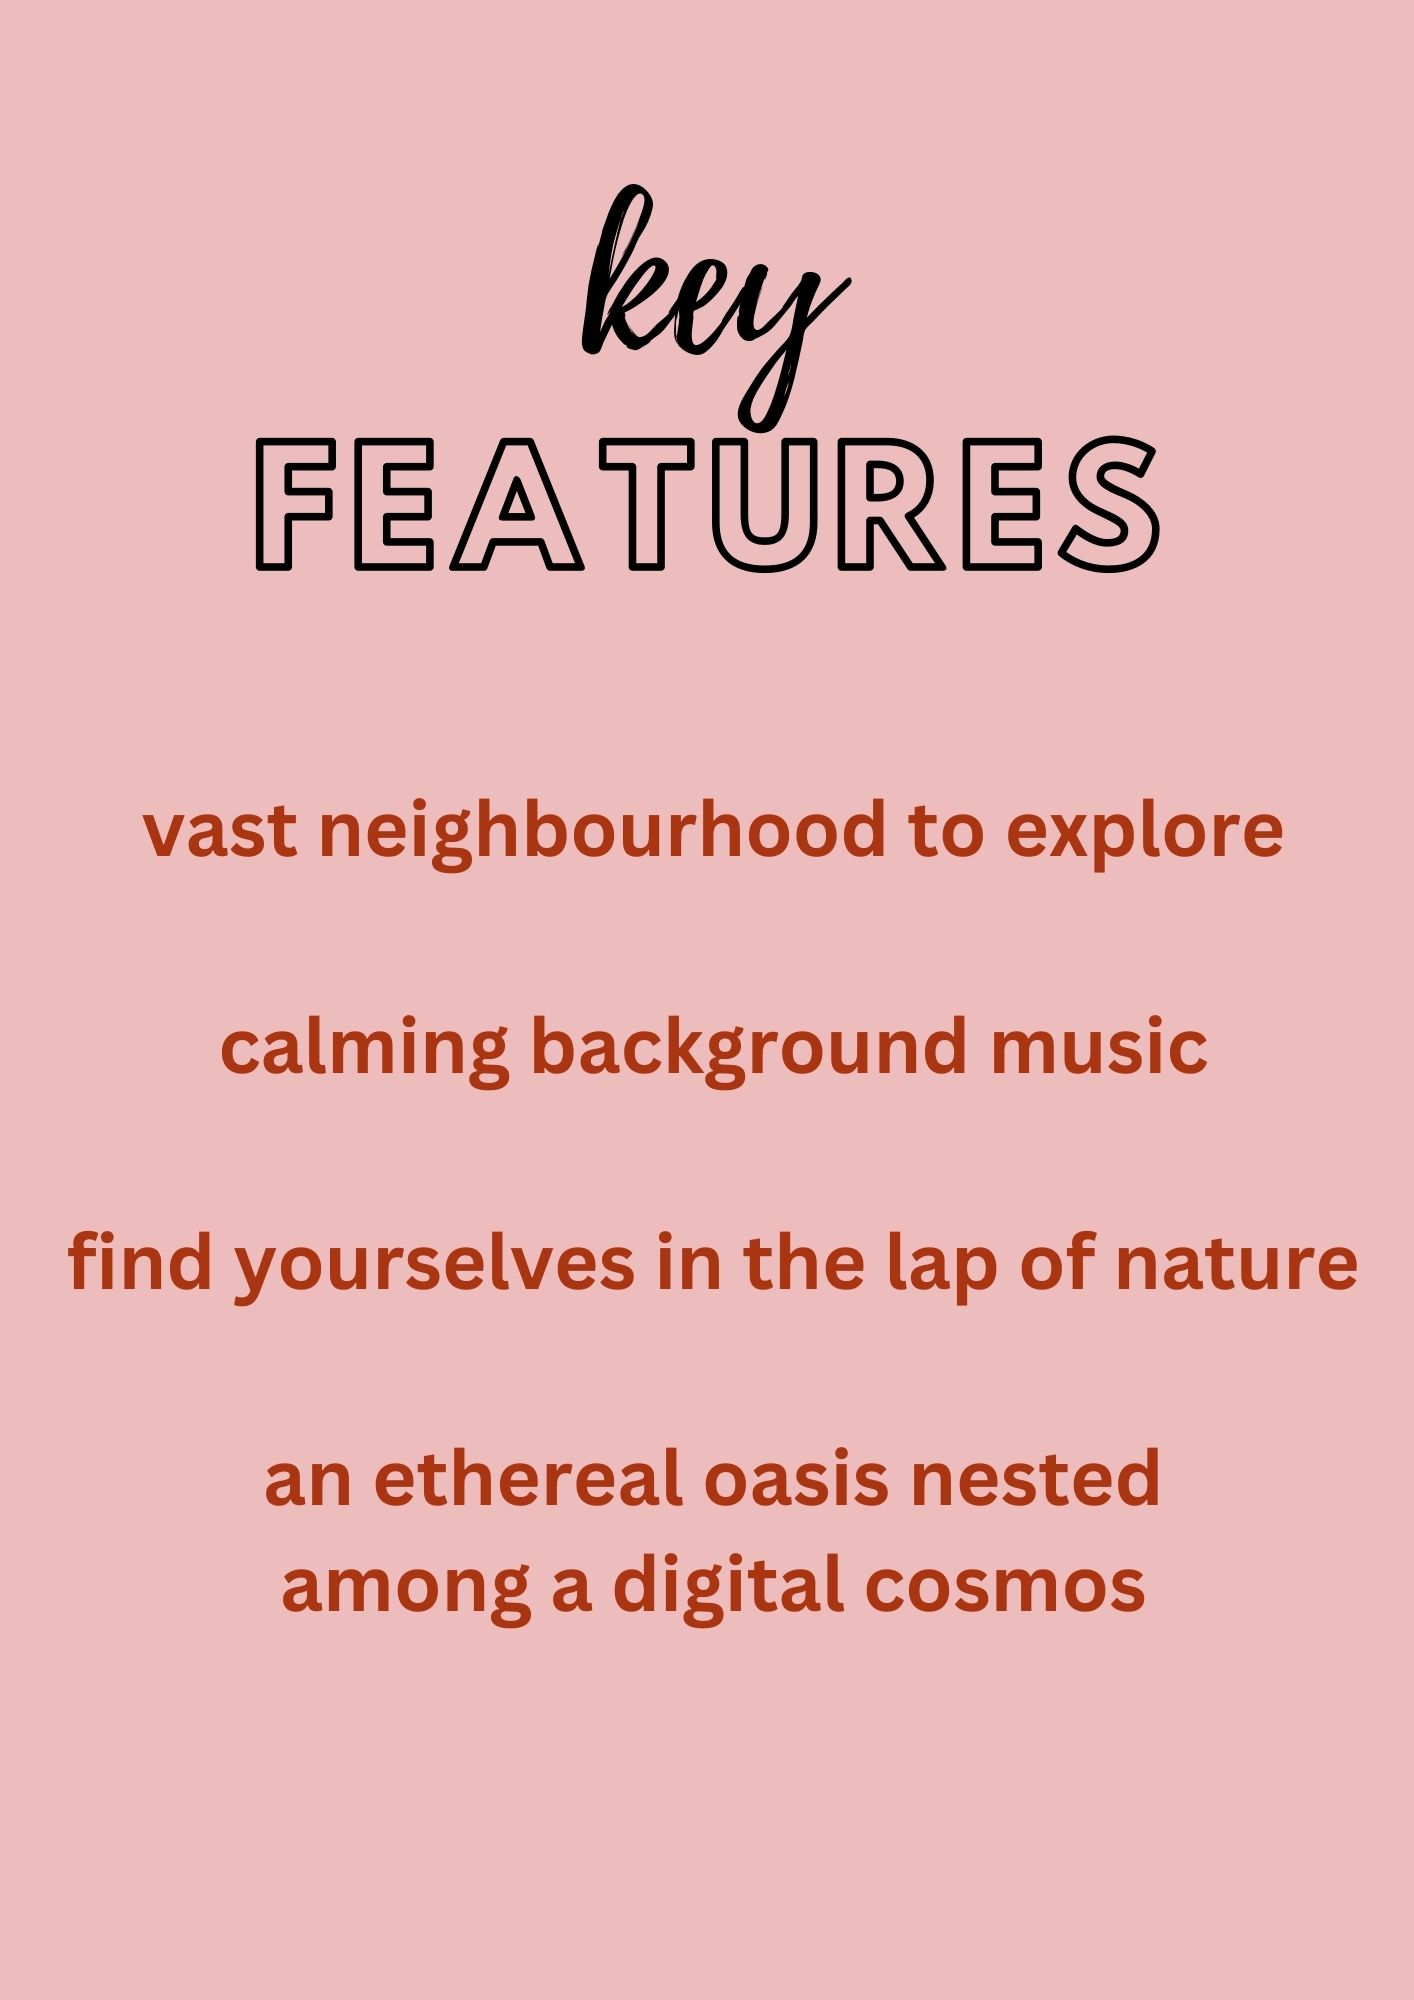 key
FEATURES
vast neighbourhood to explore
calming background music
find yourselves in the lap of nature
an ethereal oasis nested
among a digital cosmos